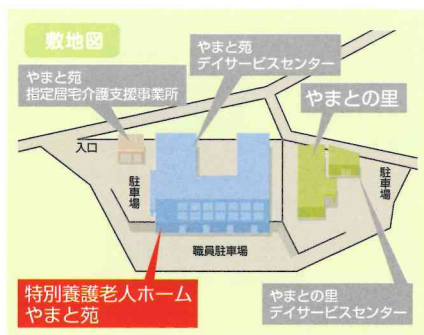 敷地図
やまと苑
指定居宅介護支援事業所
やまと苑
デイサービスセンター
やまとの里
入口
駐車場
駐車場
職員駐車場
特別養護老人ホーム
やまと苑
やまとの里
デイサービスセンター